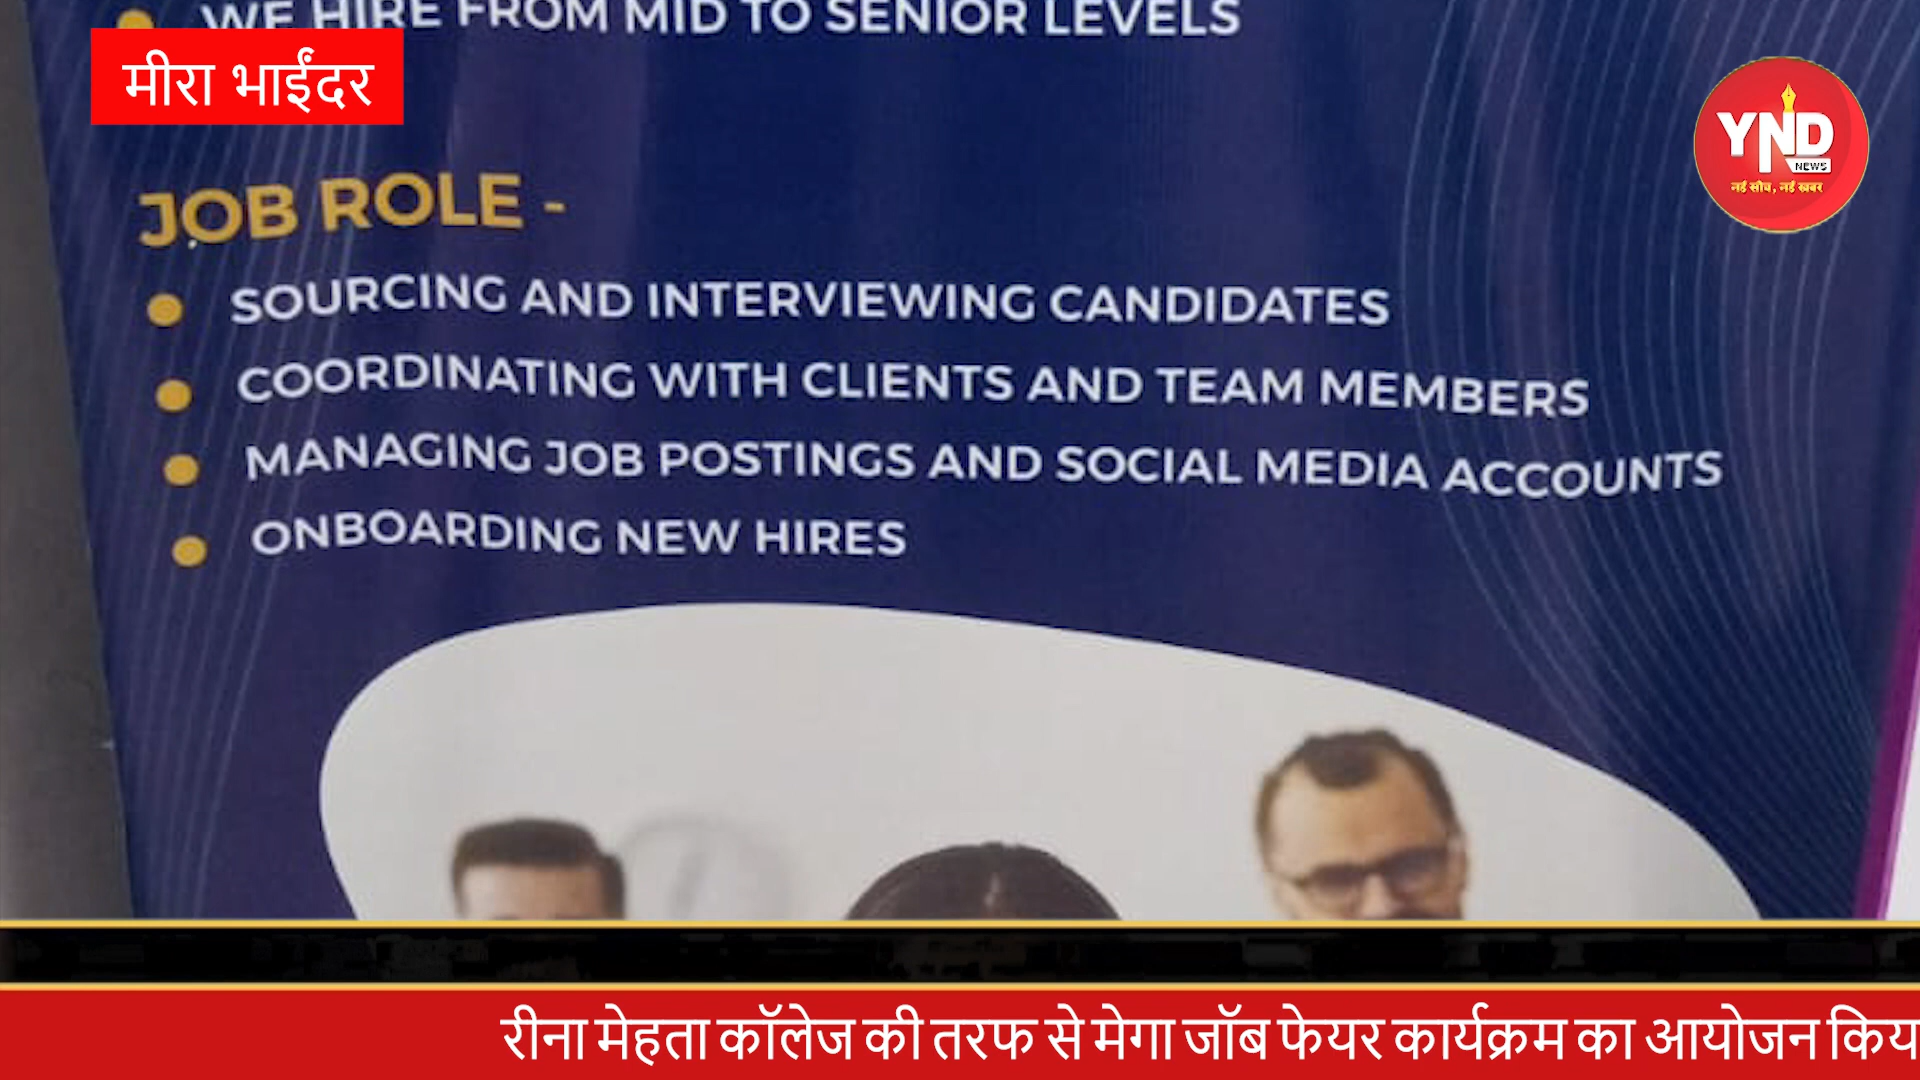 WE HIRE FROM MID TO SENIOR LEVELS
मीरा भाईंदर
YND
NEWS
नई सोच, नई खबर
JOB ROLE -
SOURCING AND INTERVIEWING CANDIDATES
COORDINATING WITH CLIENTS AND TEAM MEMBERS
MANAGING JOB POSTINGS AND SOCIAL MEDIA ACCOUNTS
ONBOARDING NEW HIRES
रीना मेहता कॉलेज की तरफ से मेगा जॉब फेयर कार्यक्रम का आयोजन किय